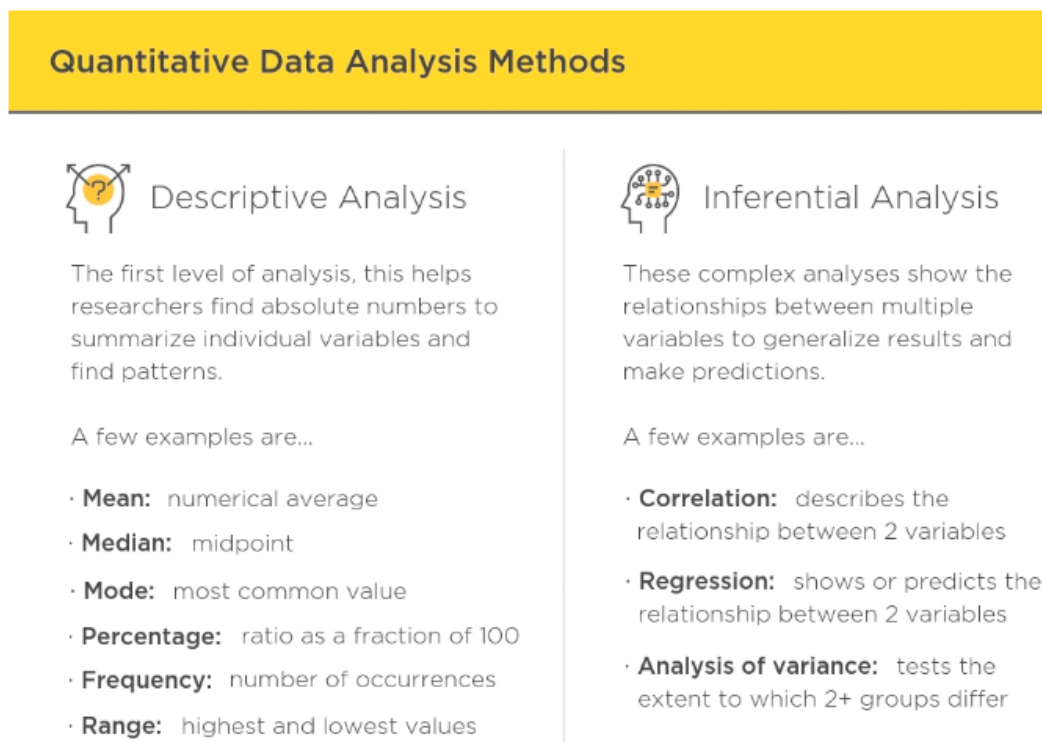 Quantitative Data Analysis Methods
Descriptive Analysis
The first level of analysis, this helps
researchers find absolute numbers to
summarize individual variables and
find patterns.
A few examples are...
· Mean: numerical average
· Median: midpoint
· Mode: most common value
· Percentage: ratio as a fraction of 100
· Frequency: number of occurrences
· Range: highest and lowest values
Inferential Analysis
These complex analyses show the
relationships between multiple
variables to generalize results and
make predictions.
A few examples are...
· Correlation: describes the
relationship between 2 variables
· Regression: shows or predicts the
relationship between 2 variables
· Analysis of variance: tests the
extent to which 2+ groups differ